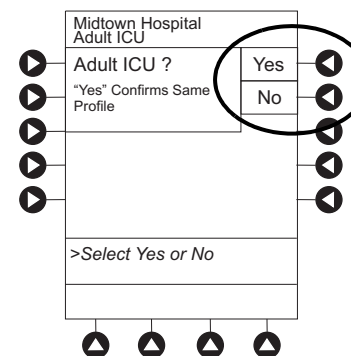 Midtown Hospital
Adult ICU
Adult ICU ?
Yes
“Yes” Confirms Same
Profile
No
>Select Yes or No